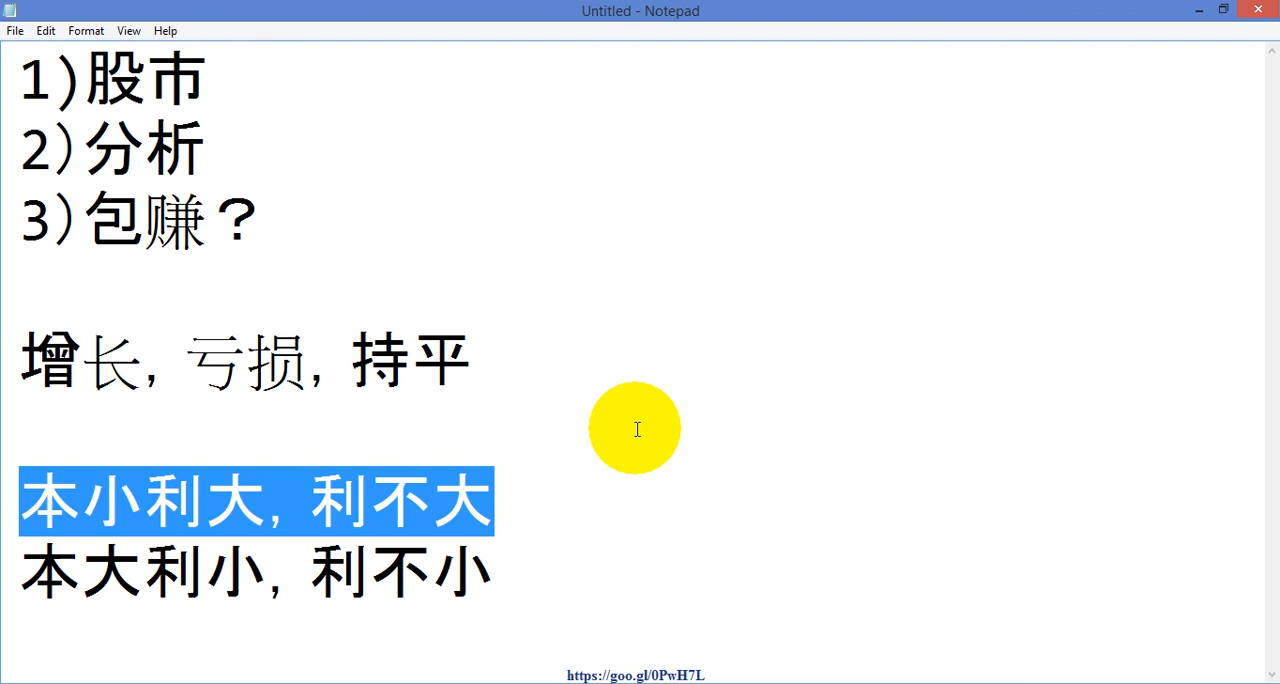 Untitled - Notepad
File Edit Format View Help
1)股市
2)分析
3)包赚？
增长, 亏损, 持平
本小利大, 利不大
本大利小, 利不小
https://goo.gl/0PwH7L